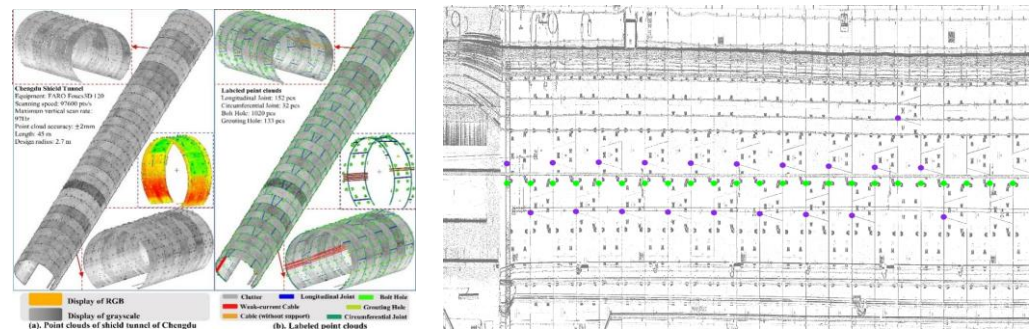 Chengdu Shield Tunnel
Equipment: FARO Foucs3D 120
Scanning speed: 97600 pts/s
Maximum vertical scan rate:
97Hz
Point cloud accuracy: ±2mm
Length: 45 m
Design radius: 2.7 m
Display of RGB
Display of grayscale
(a). Point clouds of shield tunnel of Chengdu
Labeled point clouds
Longitudinal Joint: 152 pcs
Circumferential Joint: 32 pcs
Bolt Hole: 1020 pcs
Grouting Hole: 133 pcs
Clutter
Longitudinal Joint
Bolt Hole
Weak-current Cable
Grouting Hole
Cable (without support)
Circumferential Joint
(b). Labeled point clouds